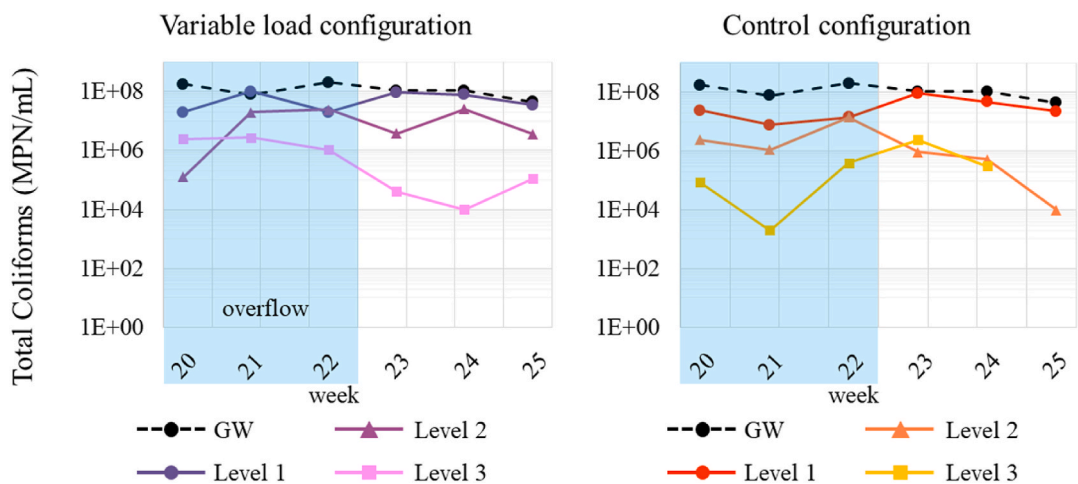 Variable load configuration
Control configuration
Total Coliforms (MPN/mL)
1E+08
1E+06
1E+04
1E+02
1E+00
overflow
20 21 22 23 24 25
week
1E+08
1E+06
1E+04
1E+02
1E+00
20 21 22 23 24 25
week
GW
Level 2
Level 1
Level 3
GW
Level 2
Level 1
Level 3